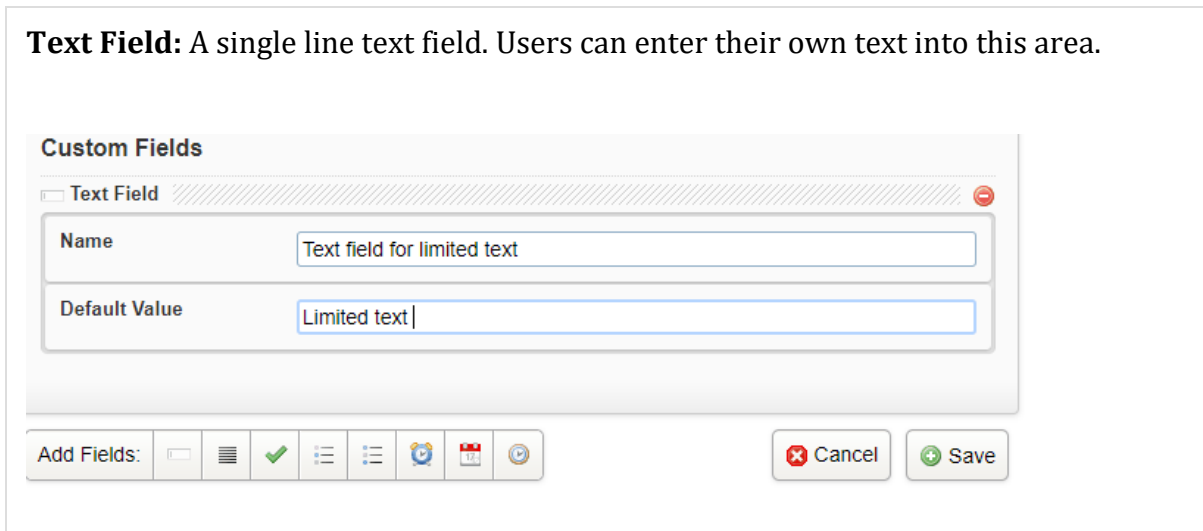 Text Field: A single line text field. Users can enter their own text into this area.
Custom Fields
Text Field
Name
Text field for limited text
Default Value
Limited text
Add Fields:
Cancel
Save